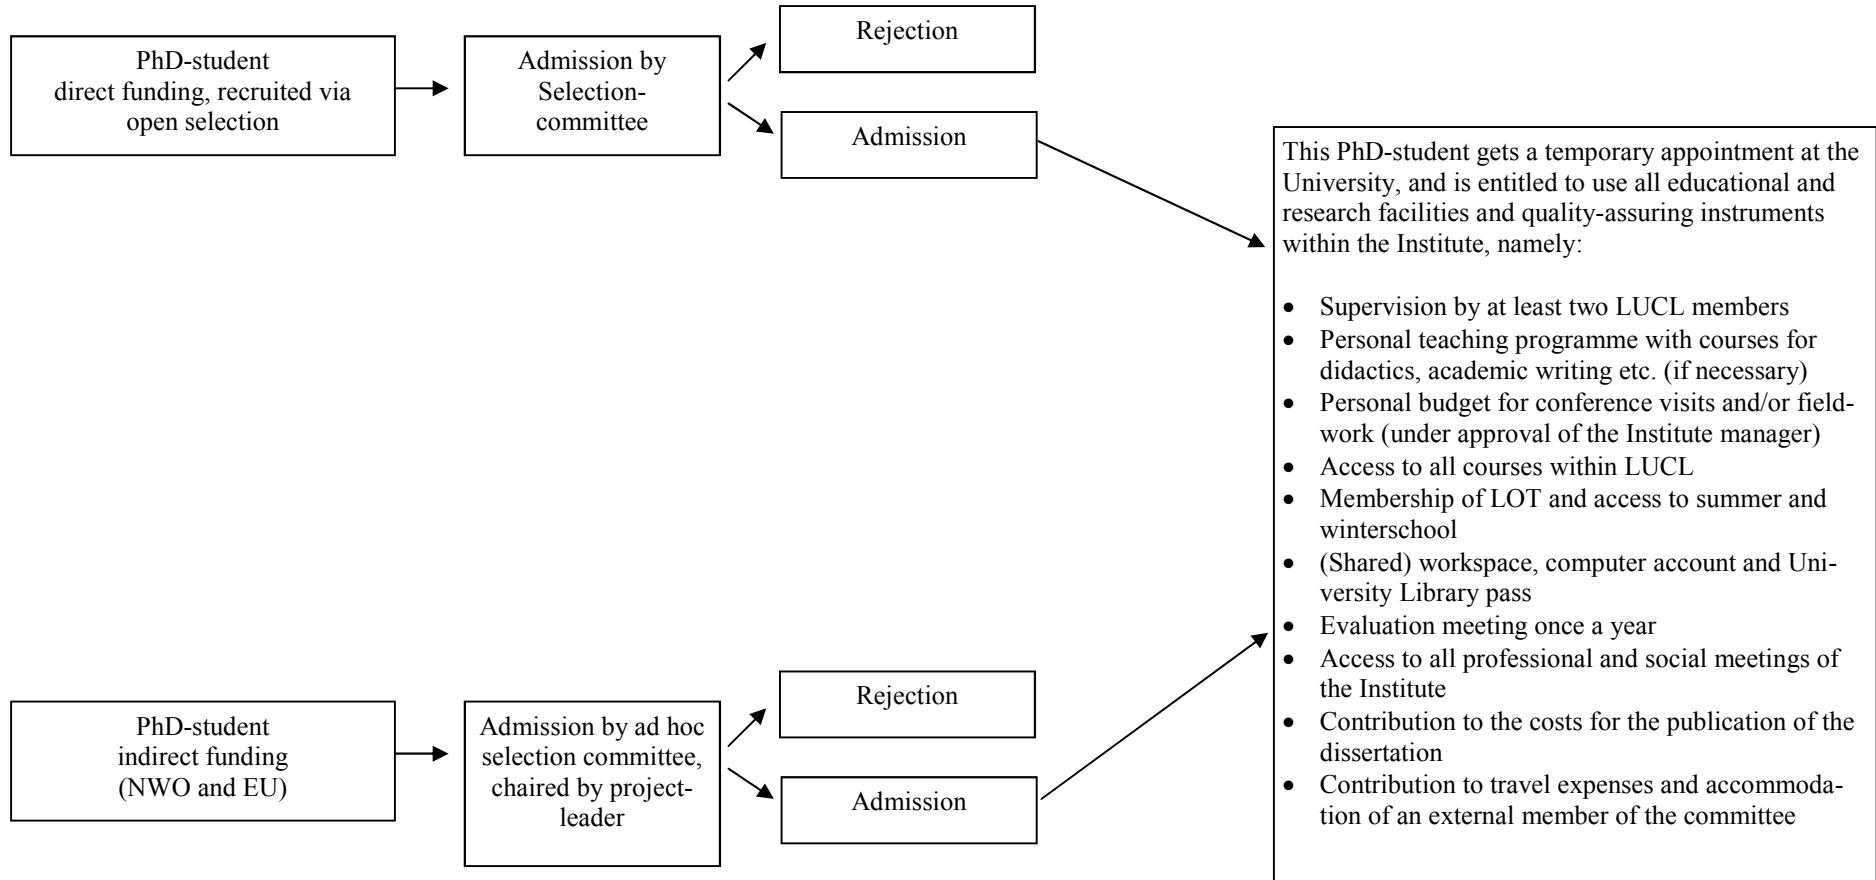 PhD-student
direct funding, recruited via
open selection
Admission by
Selection-
committee
Rejection
Admission
This PhD-student gets a temporary appointment at the
University, and is entitled to use all educational and
research facilities and quality-assuring instruments
within the Institute, namely:
• Supervision by at least two LUCL members
• Personal teaching programme with courses for
didactics, academic writing etc. (if necessary)
• Personal budget for conference visits and/or field-
work (under approval of the Institute manager)
• Access to all courses within LUCL
• Membership of LOT and access to summer and
winterschool
• (Shared) workspace, computer account and Uni-
versity Library pass
• Evaluation meeting once a year
• Access to all professional and social meetings of
the Institute
• Contribution to the costs for the publication of the
dissertation
• Contribution to travel expenses and accommoda-
tion of an external member of the committee
PhD-student
indirect funding
(NWO and EU)
Admission by ad hoc
selection committee,
chaired by project-
leader
Rejection
Admission